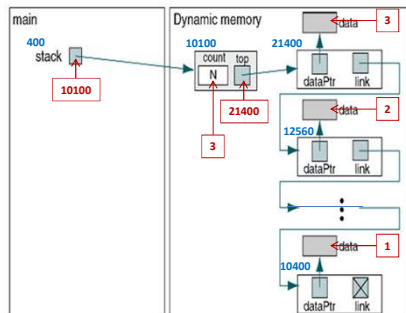 main
400
stack
10100
Dynamic memory
10100
count top
N
3
21400
data
3
21400
dataPtr link
data
2
12560
dataPtr link
data
1
10400
dataPtr link